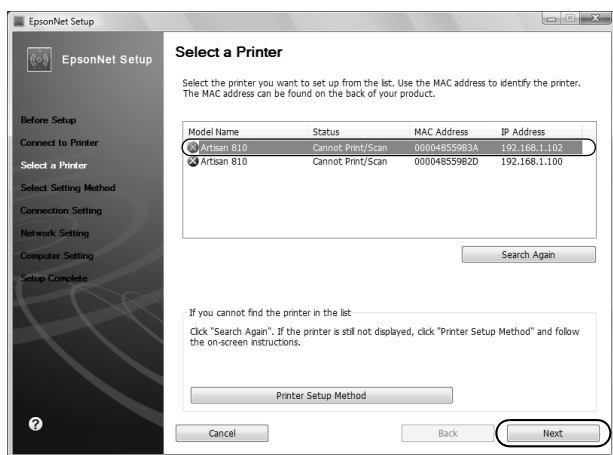 EpsonNet Setup
EpsonNet Setup
Before Setup
Connect to Printer
Select a Printer
Select Setting Method
Connection Setting
Network Setting
Computer Setting
Setup Complete
Select a Printer
Select the printer you want to set up from the list. Use the MAC address to identify the printer.
The MAC address can be found on the back of your product.
Model Name Status MAC Address IP Address
Artisan 810 Cannot Print/Scan 000048559B3A 192.168.1.102
Artisan 810 Cannot Print/Scan 000048559B2D 192.168.1.100
Search Again
If you cannot find the printer in the list
Click "Search Again". If the printer is still not displayed, click "Printer Setup Method" and follow
the on-screen instructions.
Printer Setup Method
? Cancel Back Next